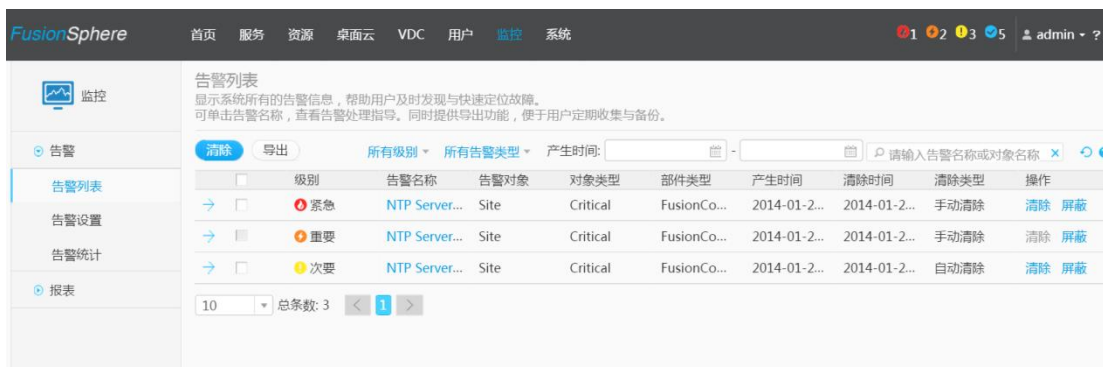 FusionSphere 首页 服务 资源 桌面云 VDC 用户 监控 系统 1 2 3 5 admin ?
监控
告警列表
显示系统所有的告警信息，帮助用户及时发现与快速定位故障。
可单击告警名称，查看告警处理指导。同时提供导出功能，便于用户定期收集与备份。
告警
告警列表
告警设置
告警统计
报表
清除 导出 所有级别 所有告警类型 产生时间: - 请输入告警名称或对象名称 ×
级别 告警名称 告警对象 对象类型 部件类型 产生时间 清除时间 清除类型 操作
紧急 NTP Server... Site Critical FusionCo... 2014-01-2... 2014-01-2... 手动清除 清除 屏蔽
重要 NTP Server... Site Critical FusionCo... 2014-01-2... 2014-01-2... 手动清除 清除 屏蔽
次要 NTP Server... Site Critical FusionCo... 2014-01-2... 2014-01-2... 自动清除 清除 屏蔽
10 总条数: 3 < 1 >